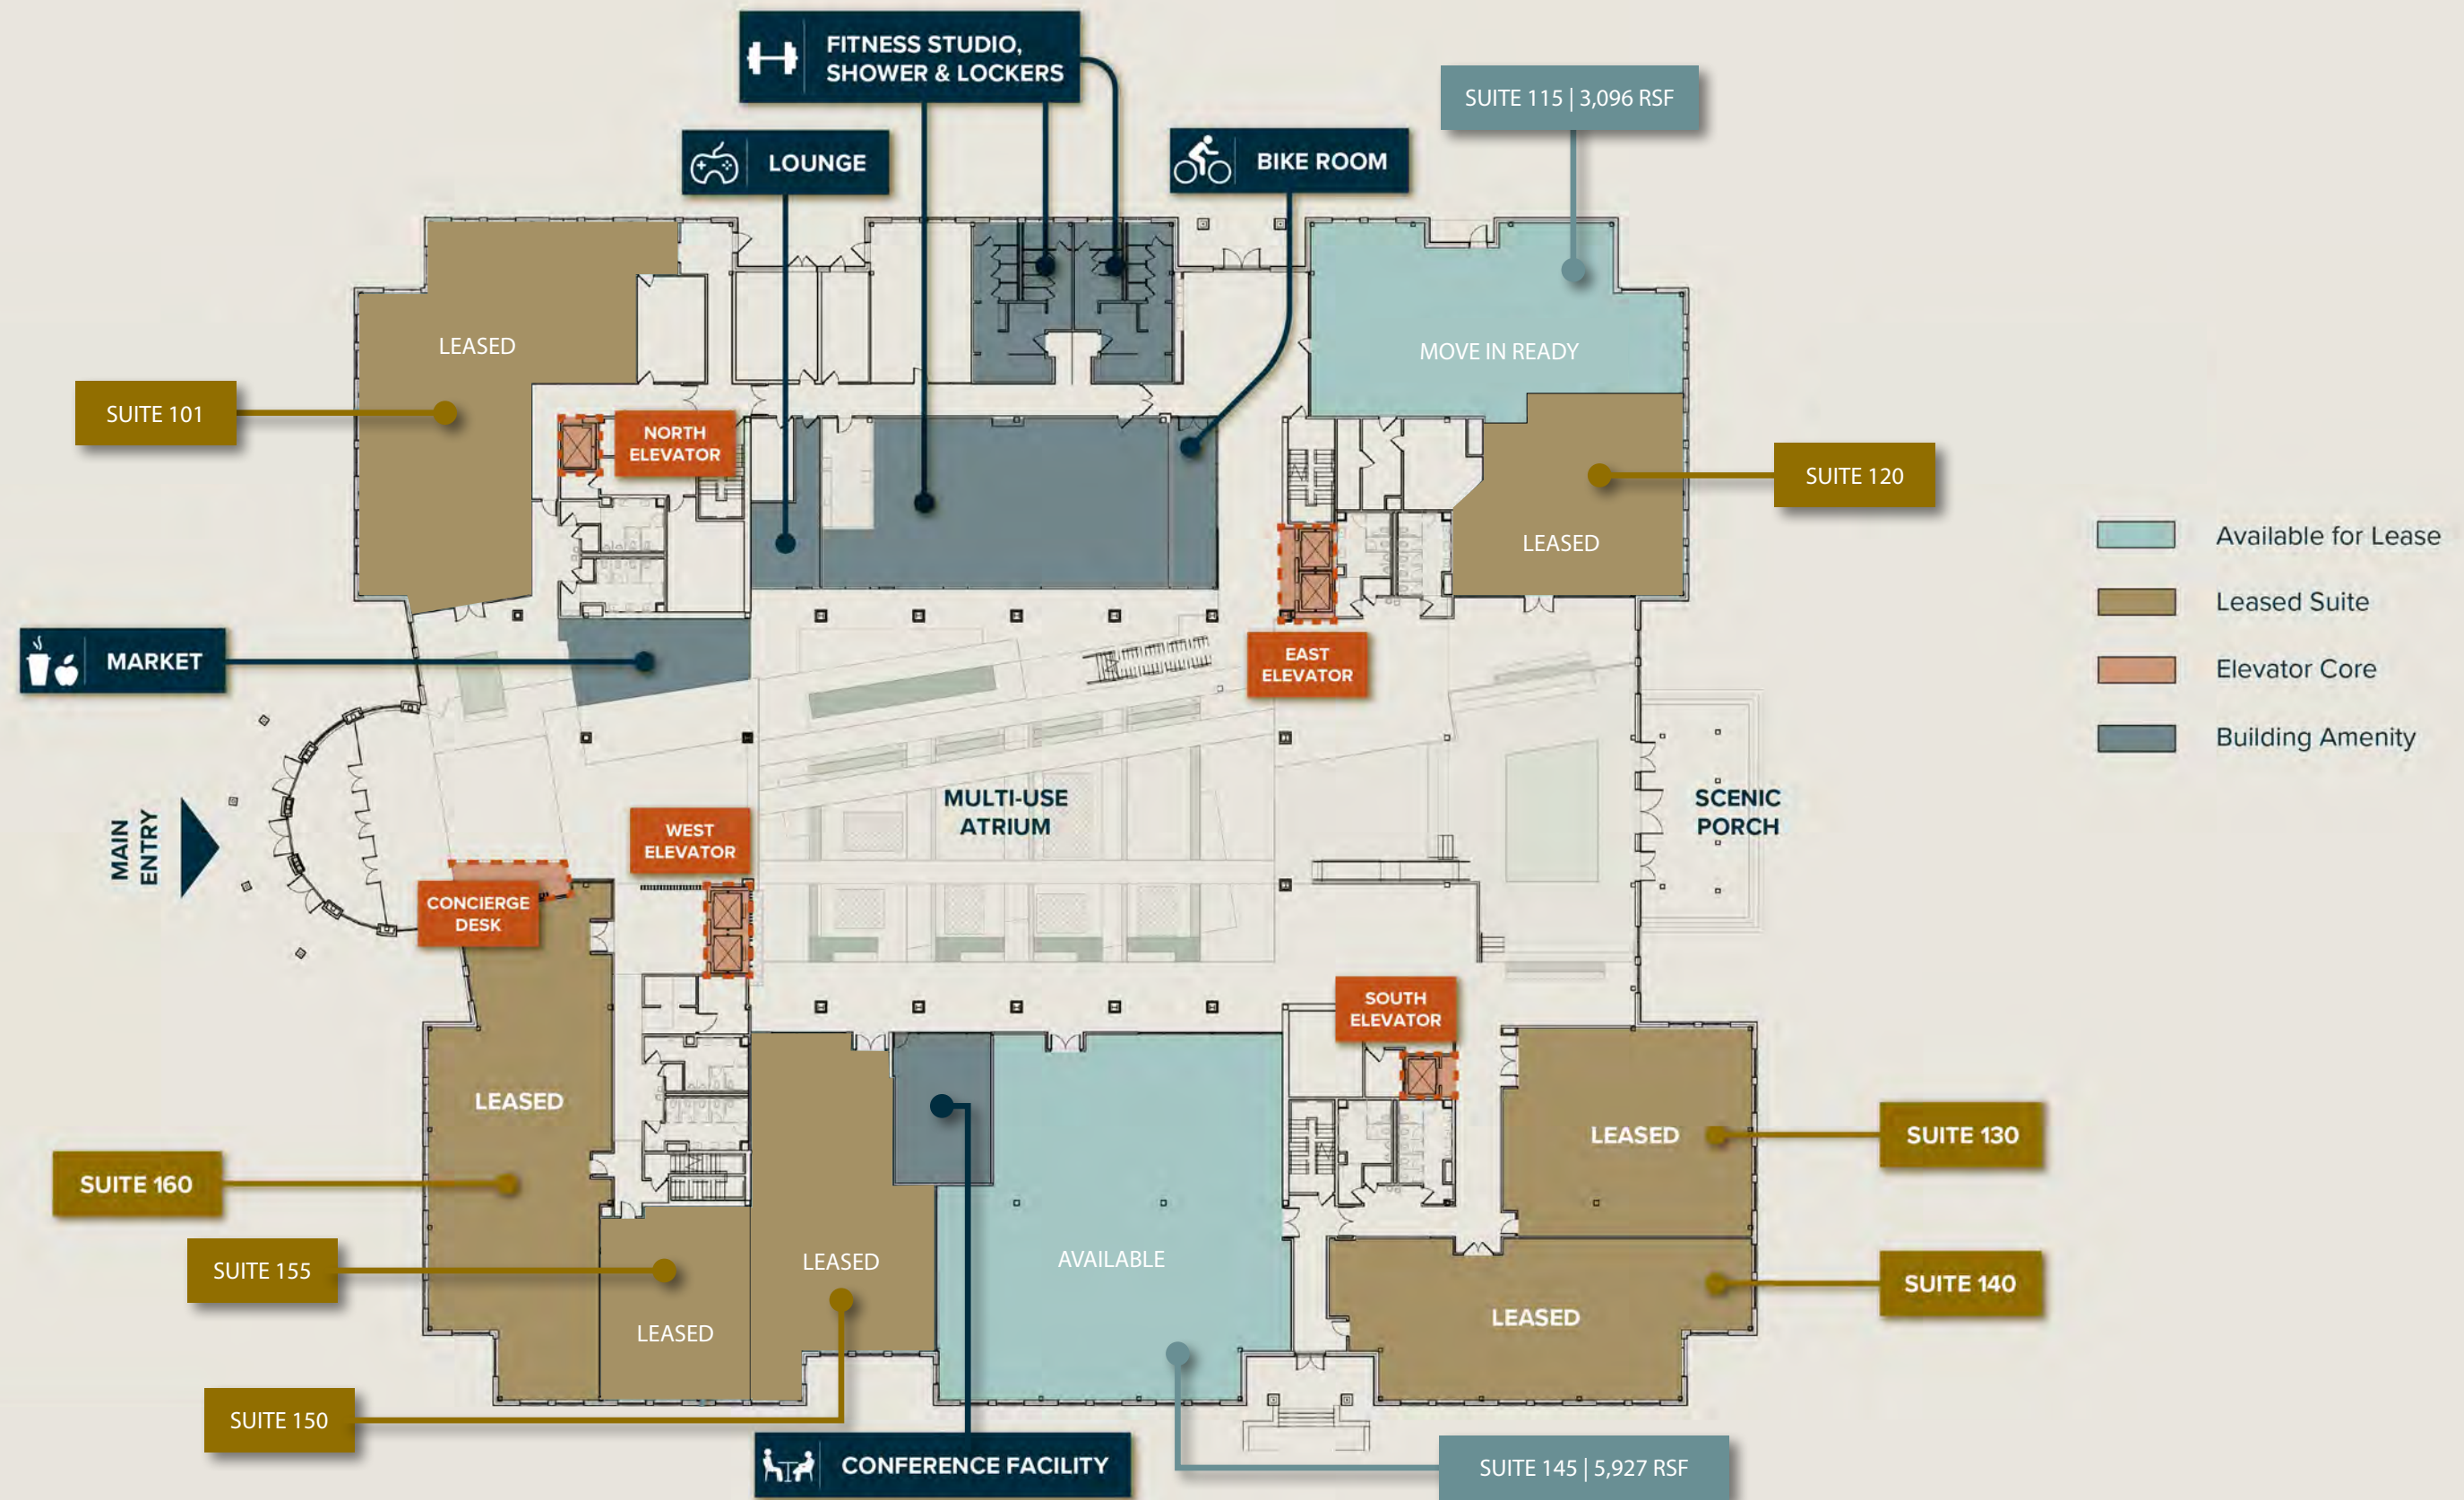 FITNESS STUDIO,
SHOWER & LOCKERS
SUITE 115 | 3,096 RSF
LOUNGE
BIKE ROOM
LEASED
MOVE IN READY
SUITE 101
NORTH
ELEVATOR
SUITE 120
LEASED
Available for Lease
Leased Suite
Elevator Core
Building Amenity
MARKET
EAST
ELEVATOR
MAIN
ENTRY
MULTI-USE
ATRIUM
SCENIC
PORCH
WEST
ELEVATOR
CONCIERGE
DESK
SOUTH
ELEVATOR
LEASED
LEASED
SUITE 130
SUITE 160
SUITE 155
LEASED
AVAILABLE
SUITE 140
LEASED
LEASED
SUITE 150
CONFERENCE FACILITY
SUITE 145 | 5,927 RSF